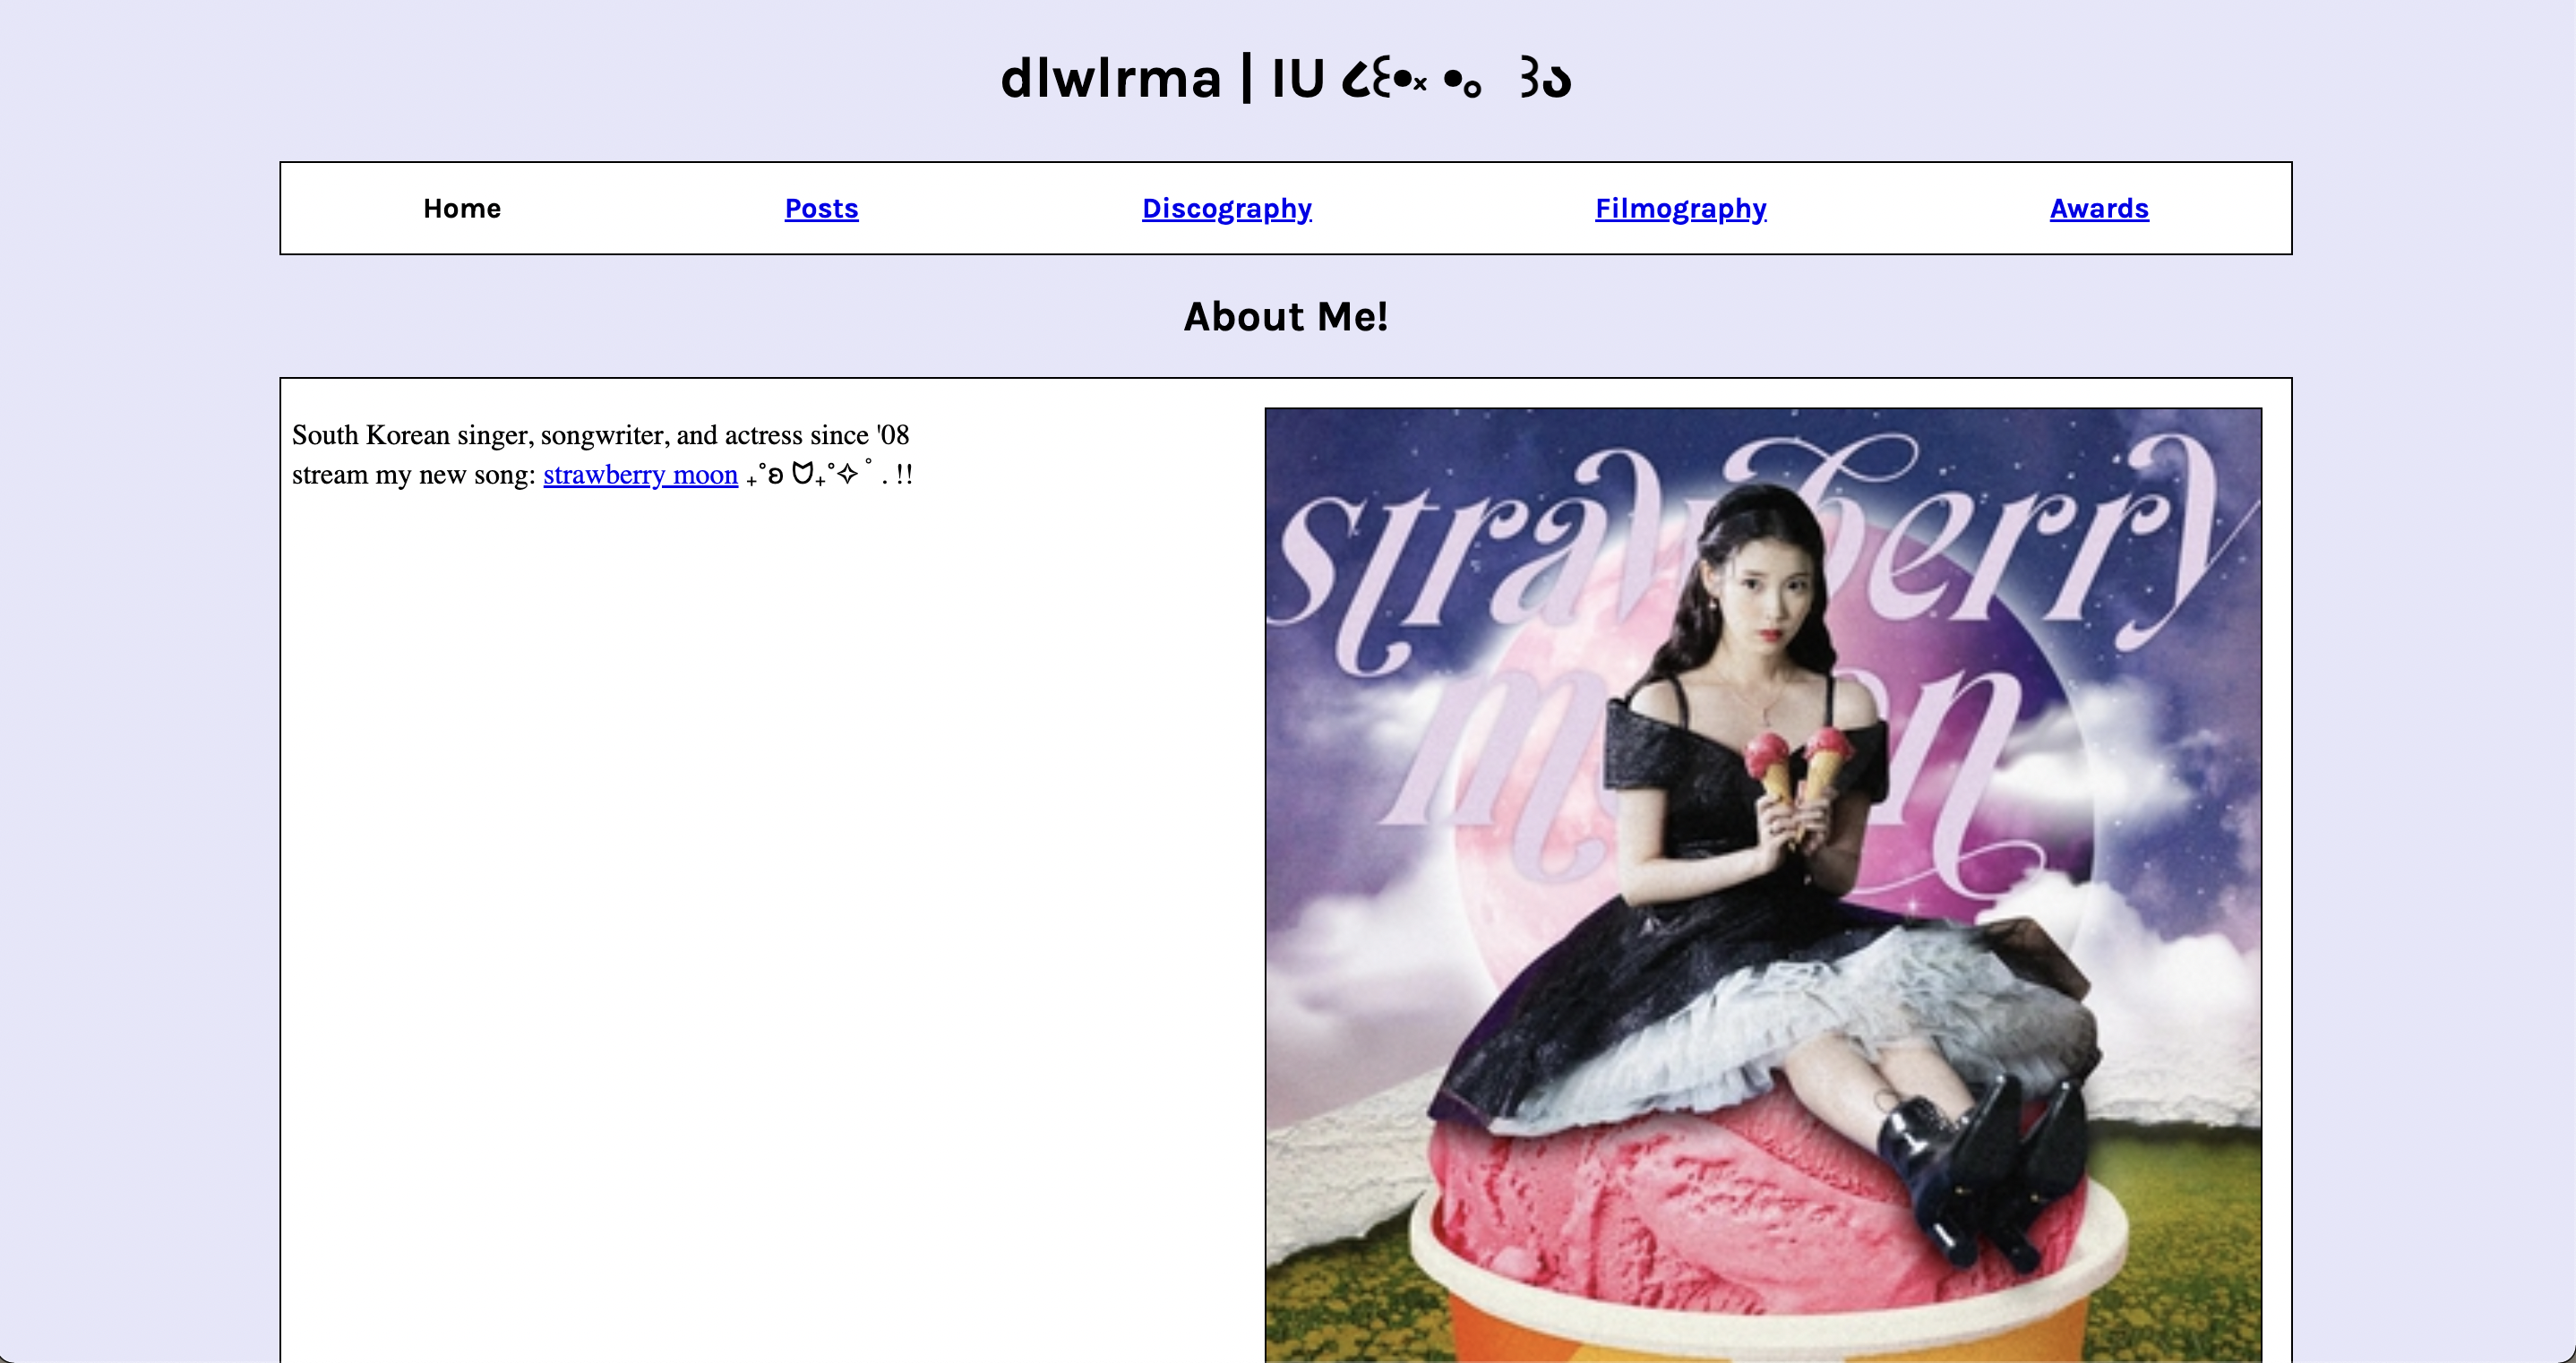 dlwlrma | IU ૮꒰•༝ •。꒱ა
Home
Posts
Discography
Filmography
Awards
About Me!
South Korean singer, songwriter, and actress since '08
stream my new song: strawberry moon ₊˚ʚ ᗢ₊˚✧ ﾟ. !!
strawberry
moon